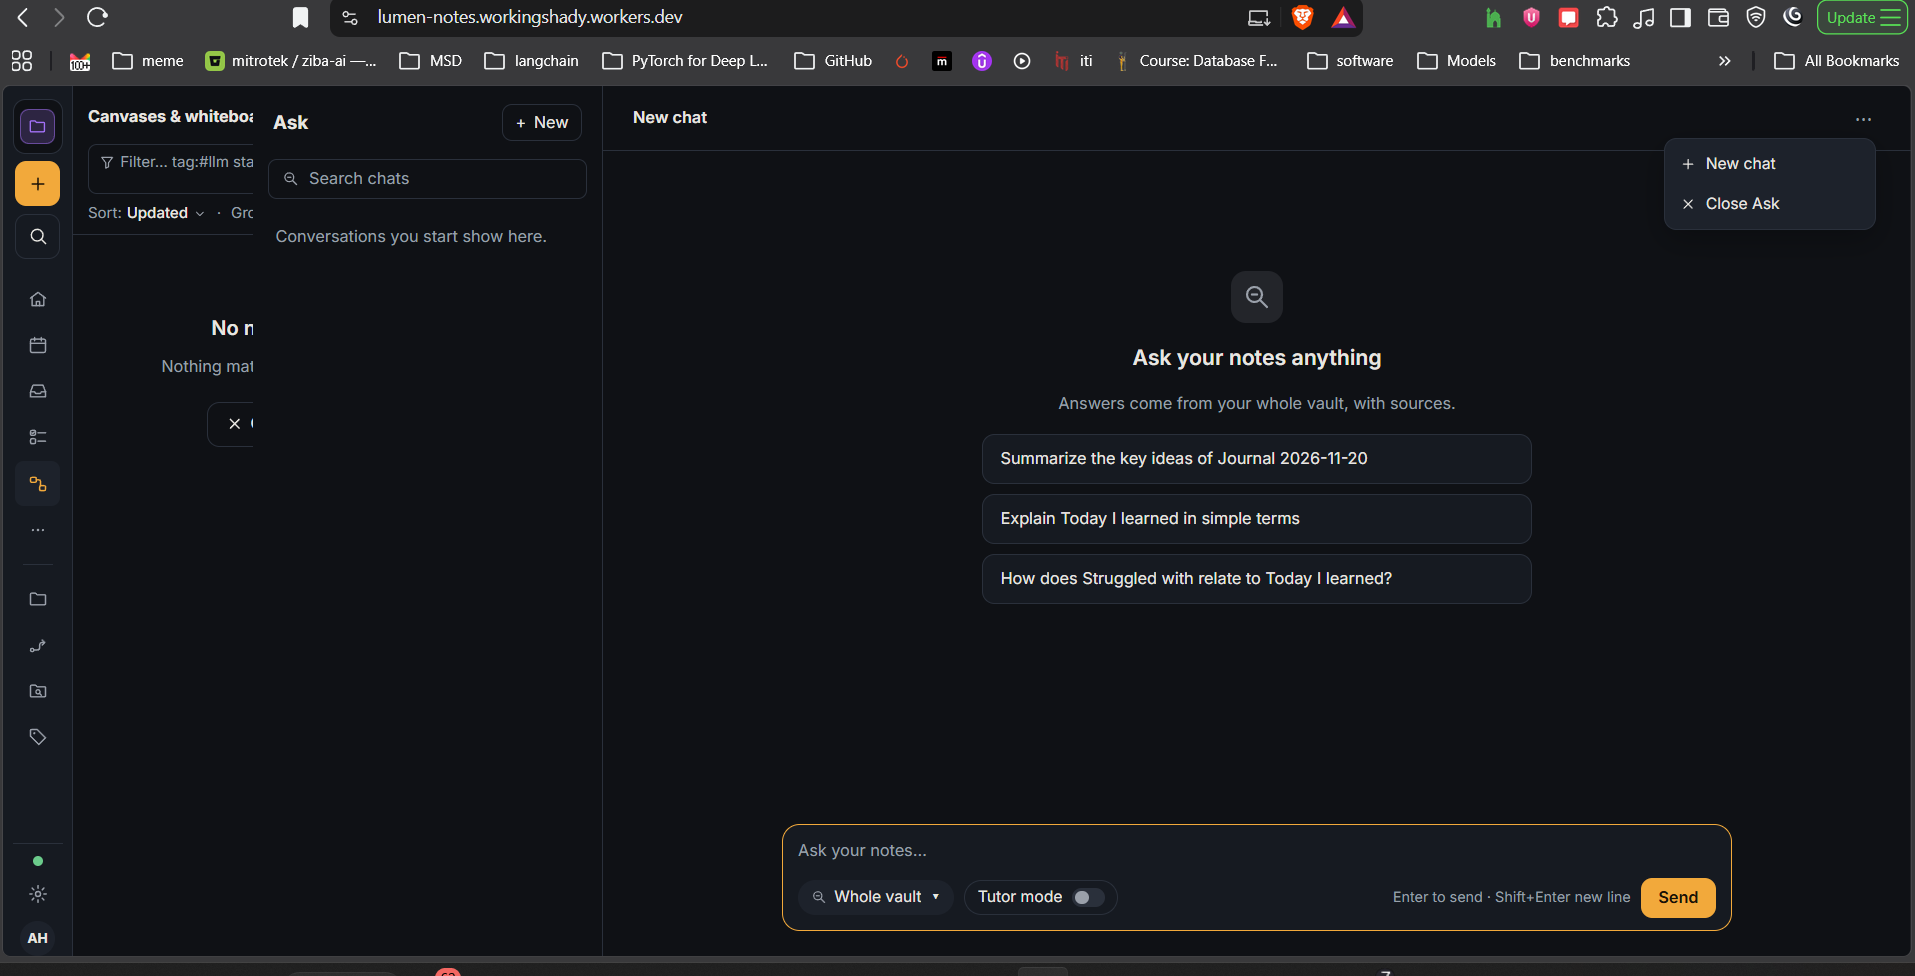 lumen-notes.workingshady.workers.dev
Update
100+
meme
mitrotek / ziba-ai —...
MSD
langchain
PyTorch for Deep L...
GitHub
m
iti
Course: Database F...
software
Models
benchmarks
»
All Bookmarks
Canvases & whiteboa
Filter... tag:#llm sta
Sort: Updated · Gro
No n
Nothing mat
Ask
+ New
Search chats
Conversations you start show here.
New chat
...
+ New chat
× Close Ask
Ask your notes anything
Answers come from your whole vault, with sources.
Summarize the key ideas of Journal 2026-11-20
Explain Today I learned in simple terms
How does Struggled with relate to Today I learned?
Ask your notes...
Whole vault
Tutor mode
Enter to send · Shift+Enter new line
Send
AH